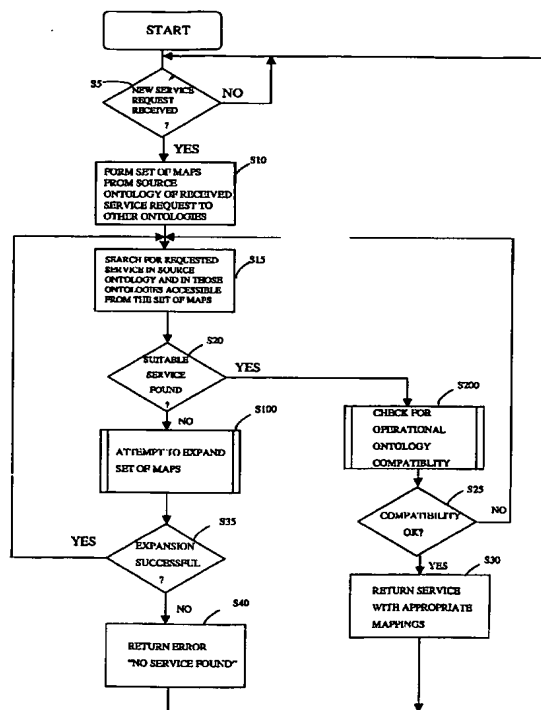 START
S5
NEW SERVICE
REQUEST
RECEIVED
?
NO
YES
S10
FORM SET OF MAPS
FROM SOURCE
ONTOLOGY OF RECEIVED
SERVICE REQUEST TO
OTHER ONTOLOGIES
S15
SEARCH FOR REQUESTED
SERVICE IN SOURCE
ONTOLOGY AND IN THOSE
ONTOLOGIES ACCESSIBLE
FROM THE SET OF MAPS
S20
SUITABLE
SERVICE
FOUND
?
YES
NO
S100
ATTEMPT TO EXPAND
SET OF MAPS
S200
CHECK FOR
OPERATIONAL
ONTOLOGY
COMPATIBLITY
S25
COMPATIBILITY
OK?
NO
YES
S35
EXPANSION
SUCCESSFUL
?
YES
NO
S30
RETURN SERVICE
WITH APPROPRIATE
MAPPINGS
S40
RETURN ERROR
"NO SERVICE FOUND"